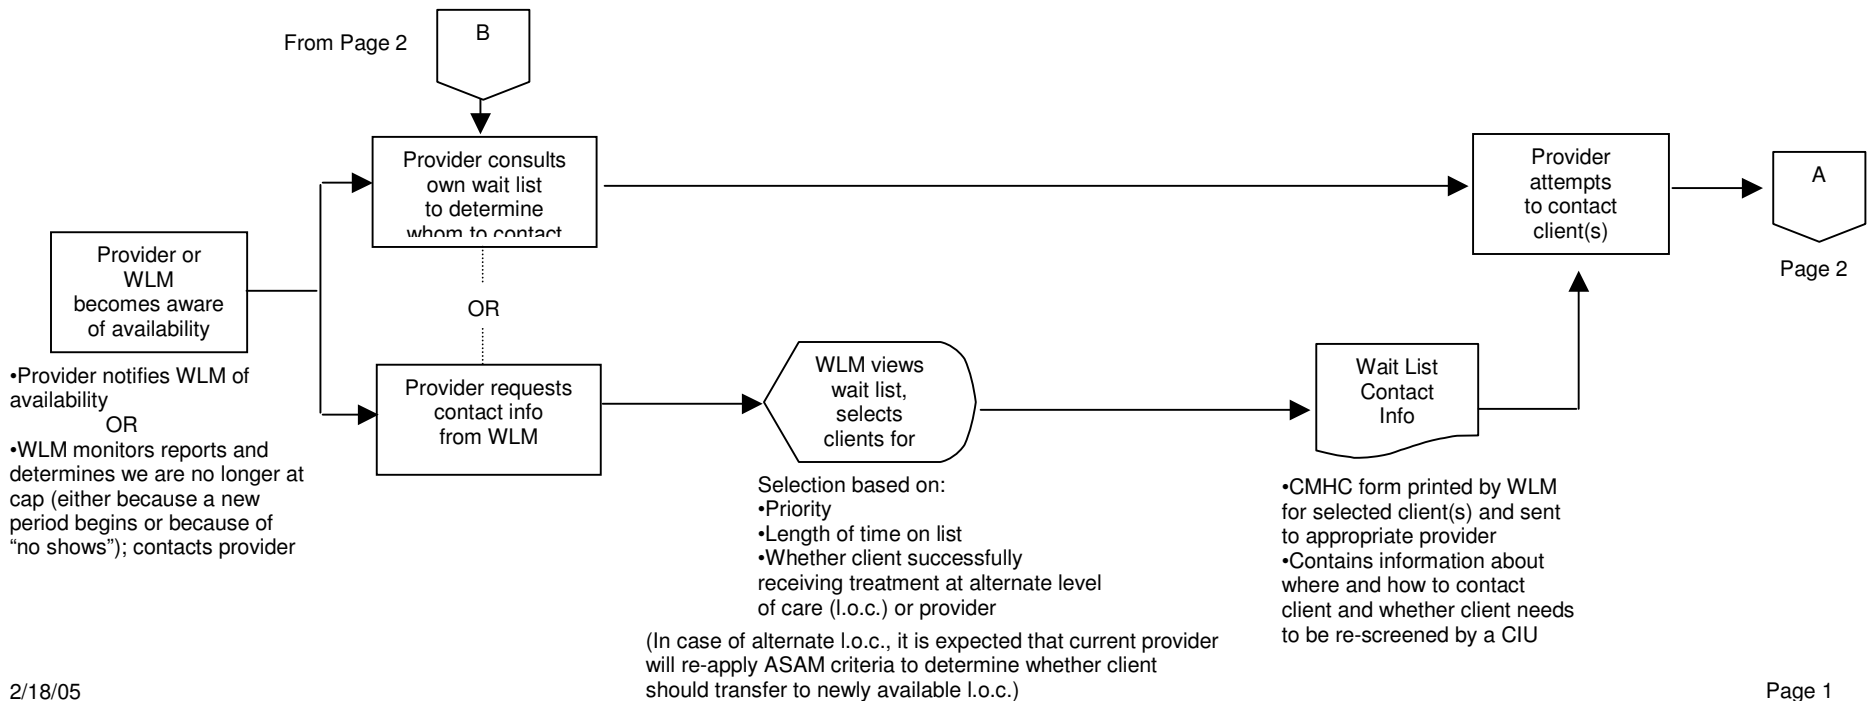 From Page 2
B
Provider consults
own wait list
to determine
whom to contact
Provider
attempts
to contact
client(s)
A
Page 2
Provider or
WLM
becomes aware
of availability
OR
•Provider notifies WLM of
availability
OR
•WLM monitors reports and
determines we are no longer at
cap (either because a new
period begins or because of
“no shows”); contacts provider
Provider requests
contact info
from WLM
WLM views
wait list,
selects
clients for
Selection based on:
•Priority
•Length of time on list
•Whether client successfully
receiving treatment at alternate level
of care (l.o.c.) or provider
(In case of alternate l.o.c., it is expected that current provider
will re-apply ASAM criteria to determine whether client
should transfer to newly available l.o.c.)
Wait List
Contact
Info
•CMHC form printed by WLM
for selected client(s) and sent
to appropriate provider
•Contains information about
where and how to contact
client and whether client needs
to be re-screened by a CIU
2/18/05
Page 1